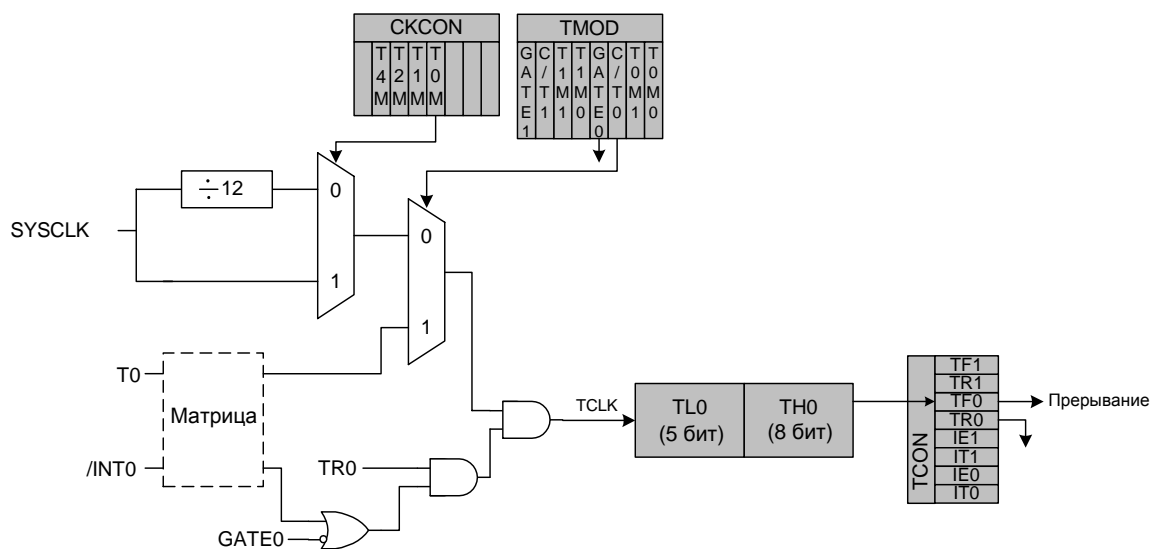 CKCON
T4M T2M T1M T0M
TMOD
GATE1 C/T1 T1M1 T1M0 GATE0 C/T0 T0M1 T0M0
÷12
0
SYSCLK
1
0
1
T0
Матрица
/INT0
TR0
GATE0
TCLK
TL0
(5 бит)
TH0
(8 бит)
TCON
TF1
TR1
TF0
TR0
IE1
IT1
IE0
IT0
Прерывание